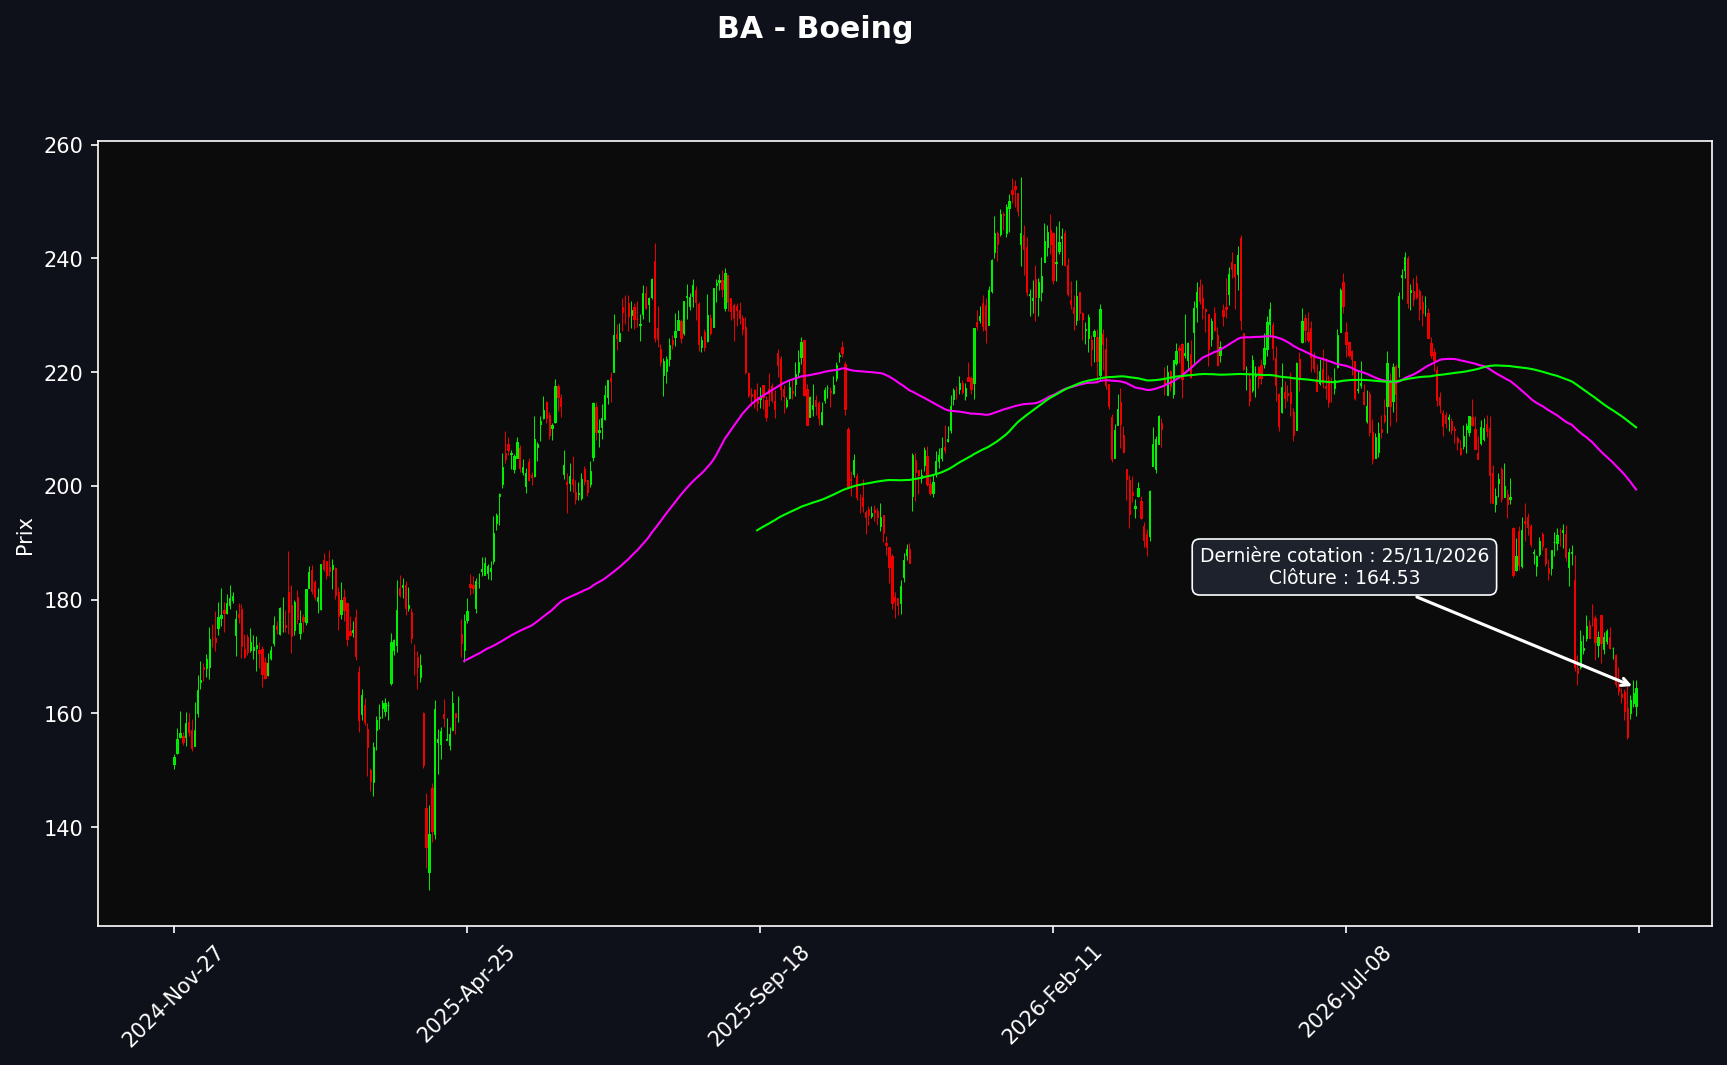 BA - Boeing
260
240
220
200
180
160
140
Prix
Dernière cotation : 25/11/2026
Clôture : 164.53
2024-Nov-27
2025-Apr-25
2025-Sep-18
2026-Feb-11
2026-Jul-08